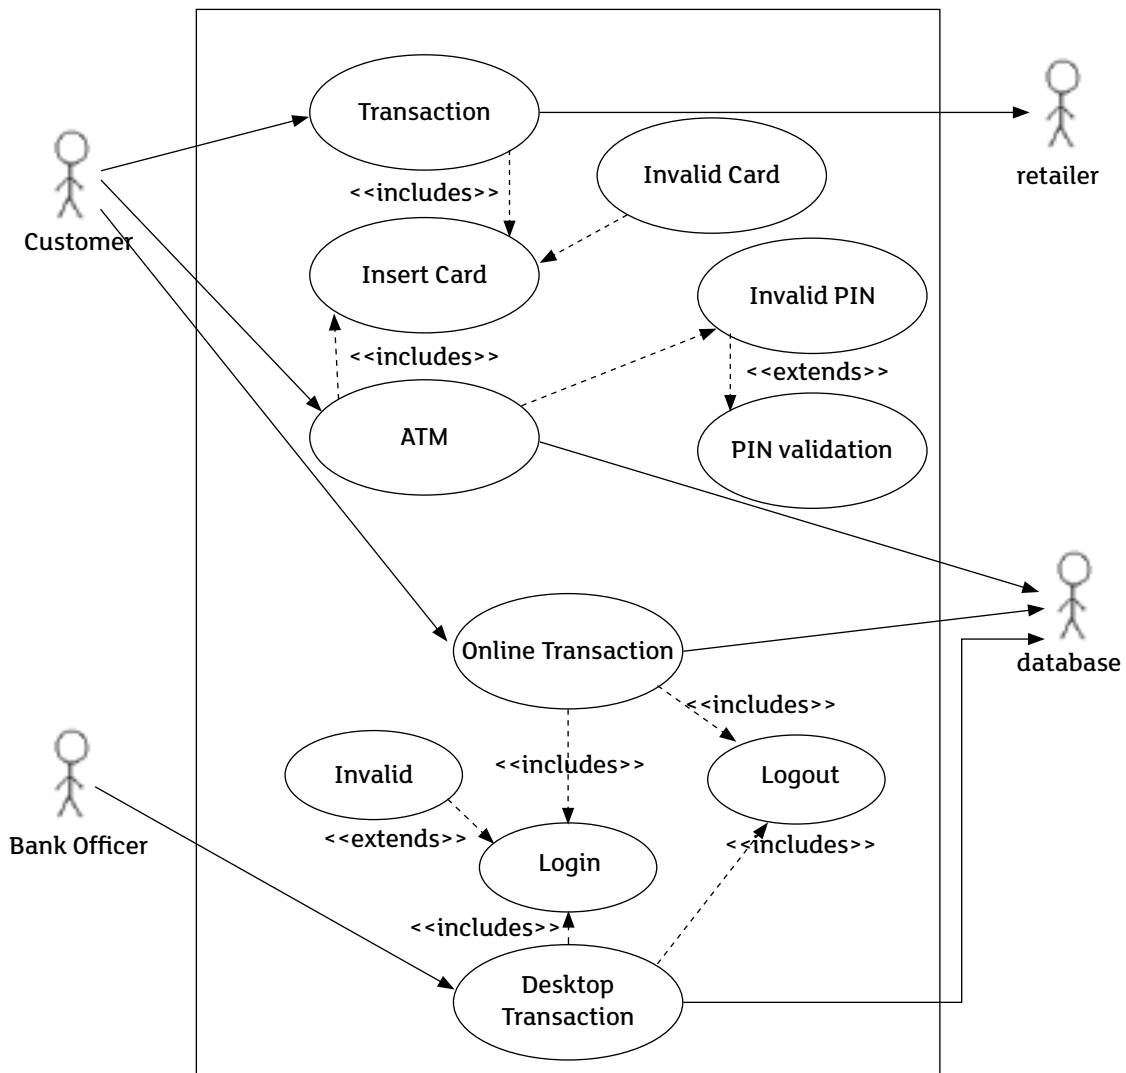 Transaction
retailer
Invalid Card
<<includes>>
Customer
Insert Card
Invalid PIN
<<includes>>
<<extends>>
ATM
PIN validation
Online Transaction
database
<<includes>>
<<includes>>
Invalid
Logout
<<extends>>
Bank Officer
<<includes>>
Login
<<includes>>
Desktop
Transaction